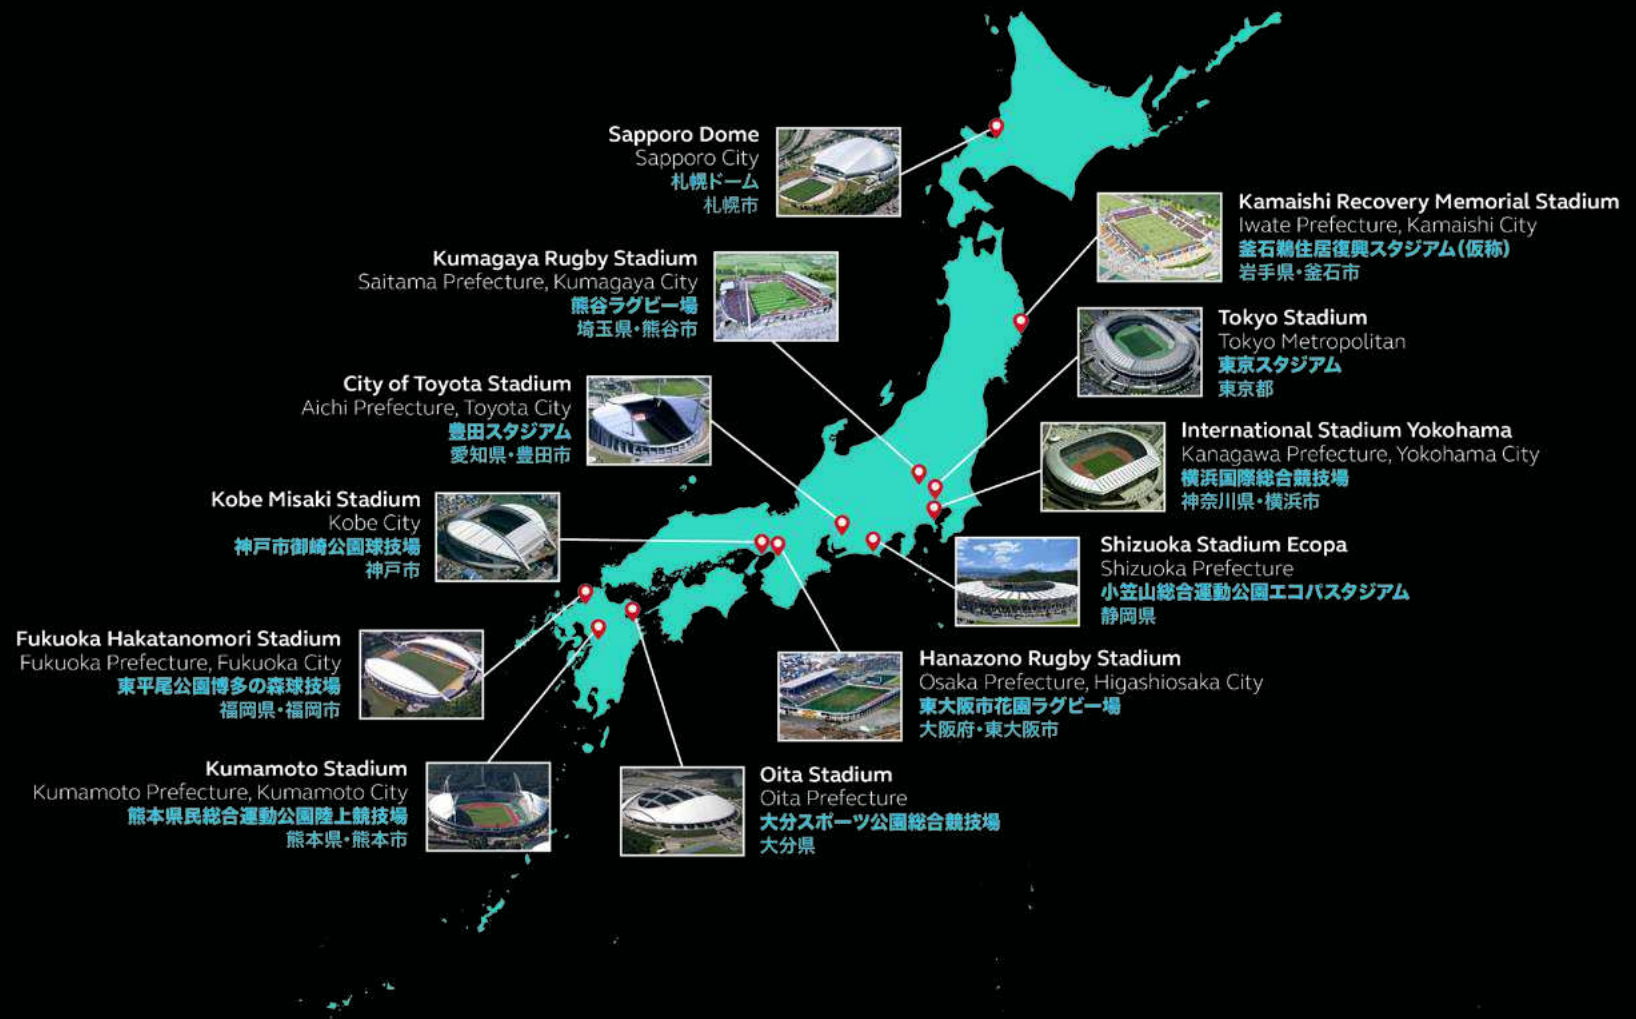 Sapporo Dome
Sapporo City
札幌ドーム
札幌市
Kamaishi Recovery Memorial Stadium
Iwate Prefecture, Kamaishi City
釜石鵜住居復興スタジアム(仮称)
岩手県・釜石市
Kumagaya Rugby Stadium
Saitama Prefecture, Kumagaya City
熊谷ラグビー場
埼玉県・熊谷市
Tokyo Stadium
Tokyo Metropolitan
東京スタジアム
東京都
City of Toyota Stadium
Aichi Prefecture, Toyota City
豊田スタジアム
愛知県・豊田市
International Stadium Yokohama
Kanagawa Prefecture, Yokohama City
横浜国際総合競技場
神奈川県・横浜市
Kobe Misaki Stadium
Kobe City
神戸市御崎公園球技場
神戸市
Shizuoka Stadium Ecopa
Shizuoka Prefecture
小笠山総合運動公園エコパスタジアム
静岡県
Fukuoka Hakatanomori Stadium
Fukuoka Prefecture, Fukuoka City
東平尾公園博多の森球技場
福岡県・福岡市
Hanazono Rugby Stadium
Osaka Prefecture, Higashiosaka City
東大阪市花園ラグビー場
大阪府・東大阪市
Kumamoto Stadium
Kumamoto Prefecture, Kumamoto City
熊本県民総合運動公園陸上競技場
熊本県・熊本市
Oita Stadium
Oita Prefecture
大分スポーツ公園総合競技場
大分県